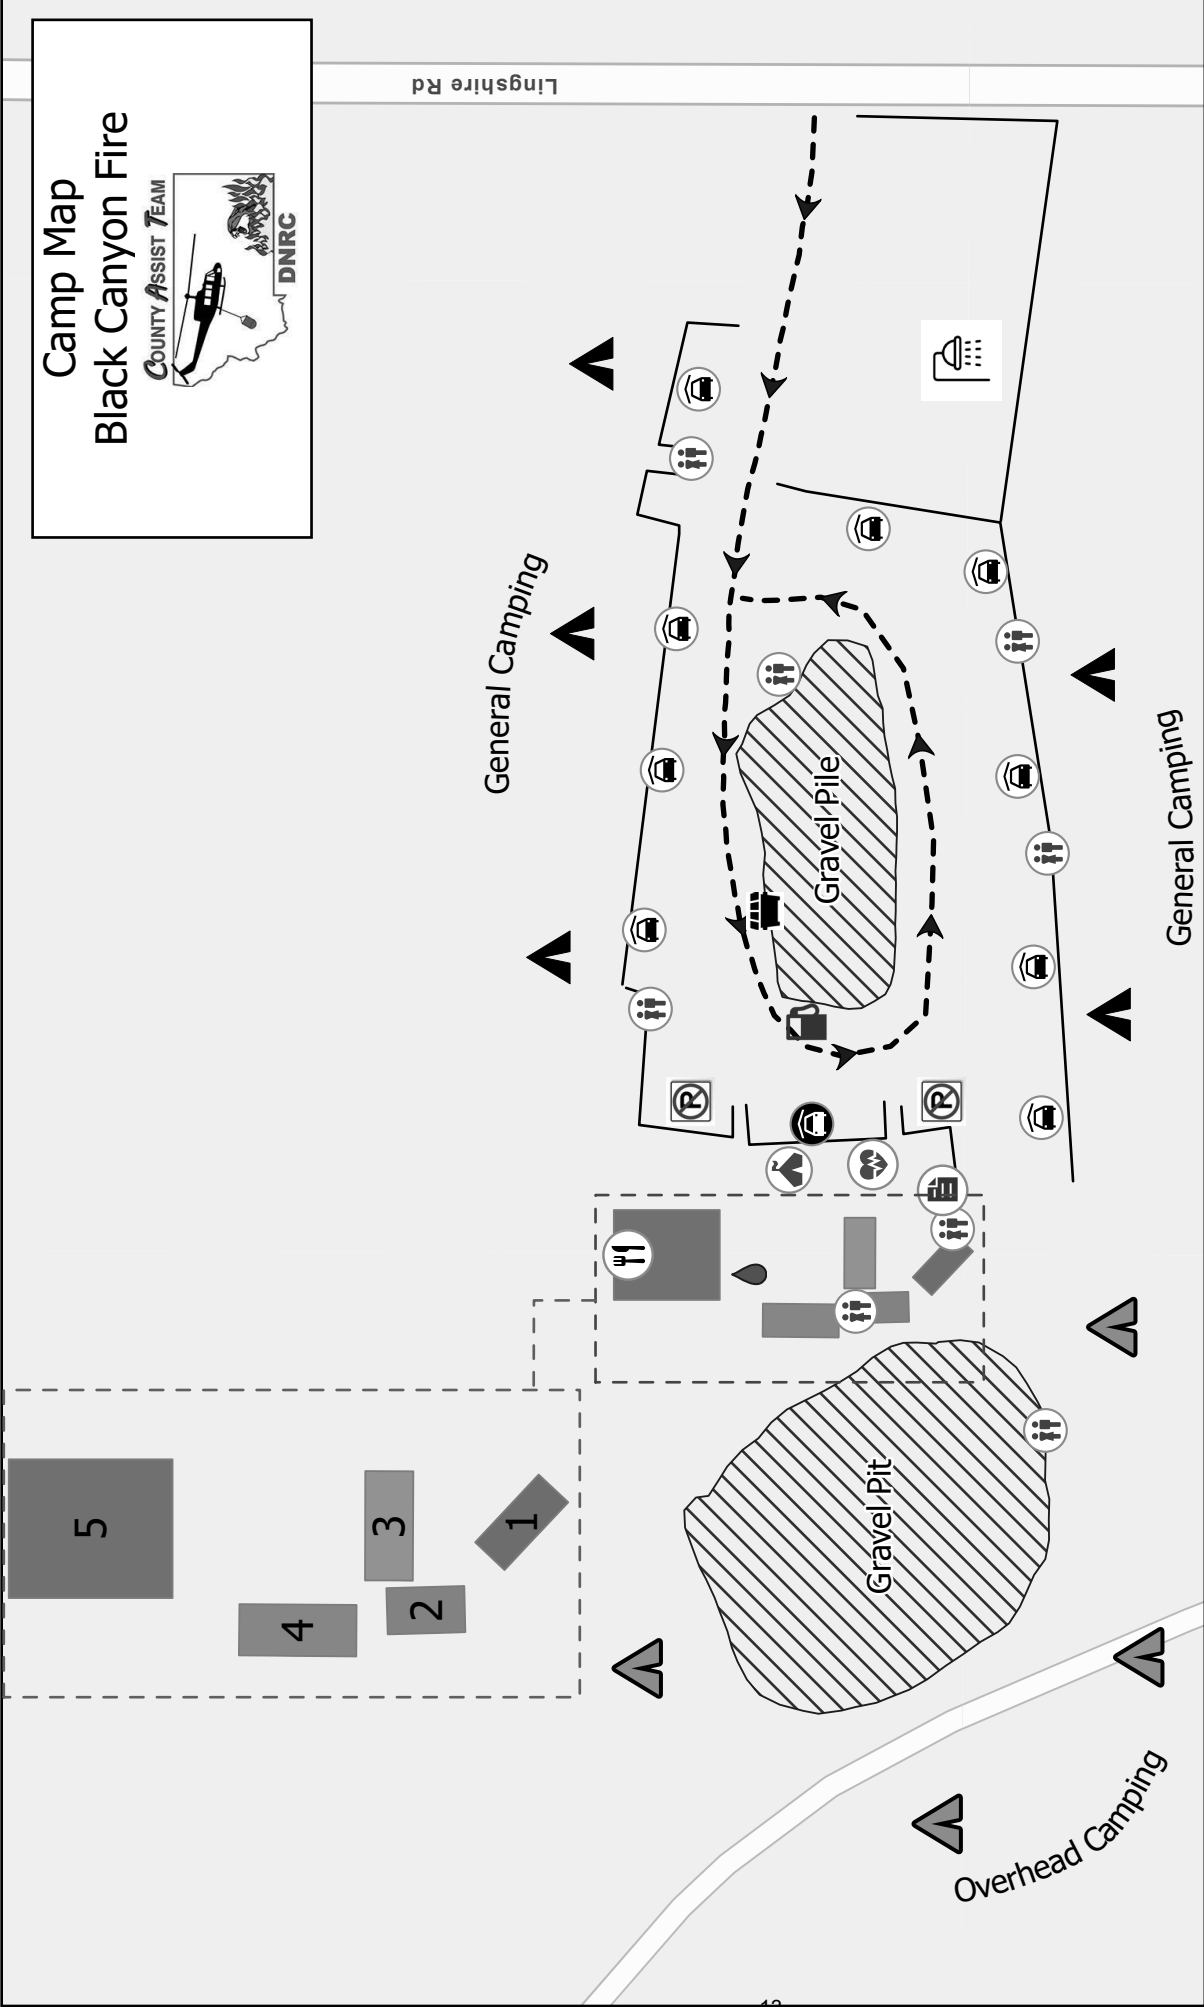 Camp Map
Black Canyon Fire
COUNTY ASSIST TEAM
DNRC
Lingshire Rd
General Camping
General Camping
Gravel Pile
P
P
Gravel Pit
5
3
1
4
2
Overhead Camping